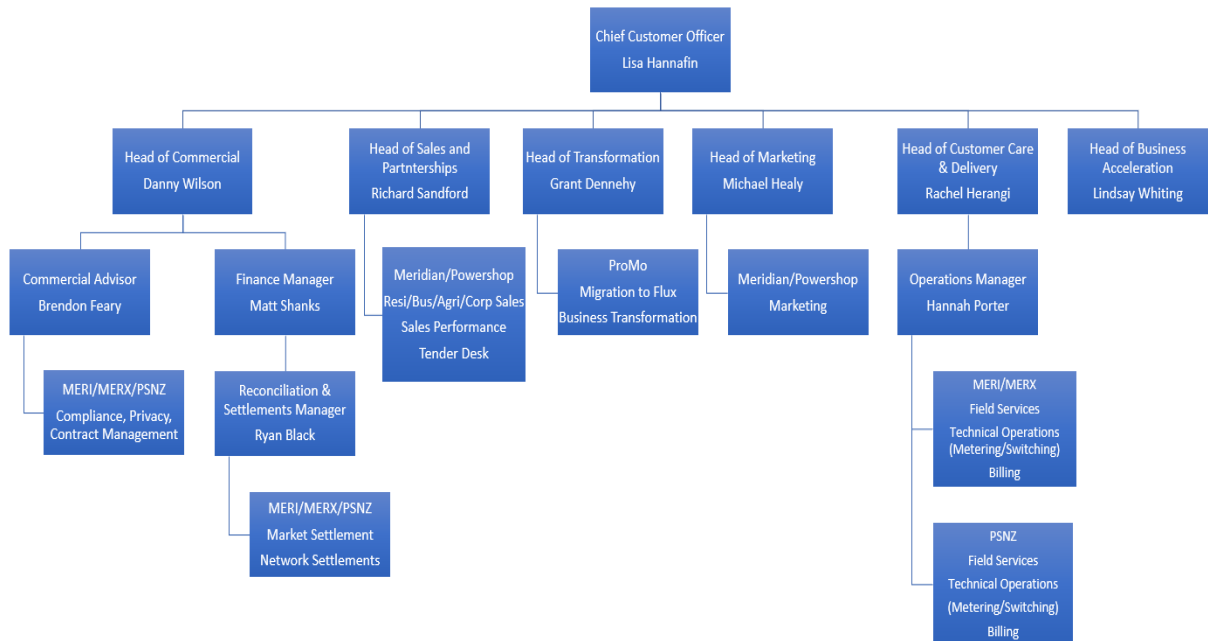 Chief Customer Officer
Lisa Hannafin
Head of Commercial
Danny Wilson
Head of Sales and
Partnterships
Richard Sandford
Head of Transformation
Grant Dennehy
Head of Marketing
Michael Healy
Head of Customer Care
& Delivery
Rachel Herangi
Head of Business
Acceleration
Lindsay Whiting
Commercial Advisor
Brendon Feary
Finance Manager
Matt Shanks
Meridian/Powershop
Resi/Bus/Agri/Corp Sales
Sales Performance
Tender Desk
ProMo
Migration to Flux
Business Transformation
Meridian/Powershop
Marketing
Operations Manager
Hannah Porter
MERI/MERX/PSNZ
Compliance, Privacy,
Contract Management
Reconciliation &
Settlements Manager
Ryan Black
MERI/MERX
Field Services
Technical Operations
(Metering/Switching)
Billing
MERI/MERX/PSNZ
Market Settlement
Network Settlements
PSNZ
Field Services
Technical Operations
(Metering/Switching)
Billing